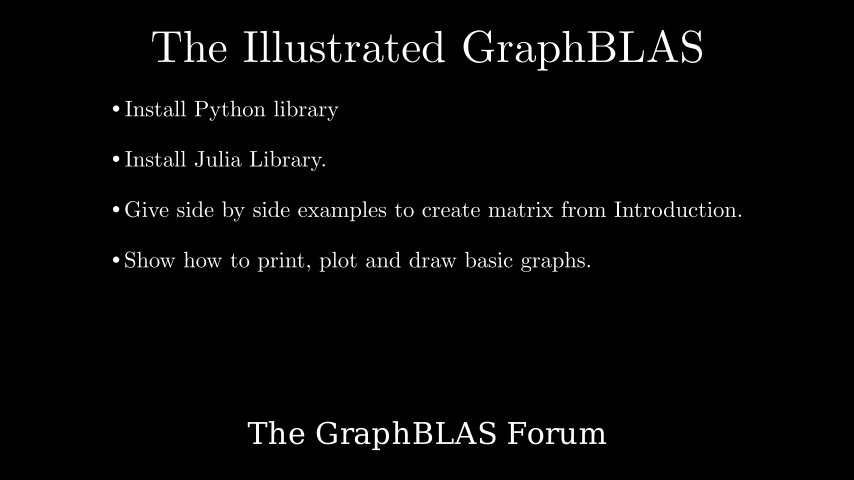 The Illustrated GraphBLAS
•Install Python library
•Install Julia Library.
•Give side by side examples to create matrix from Introduction.
•Show how to print, plot and draw basic graphs.
The GraphBLAS Forum